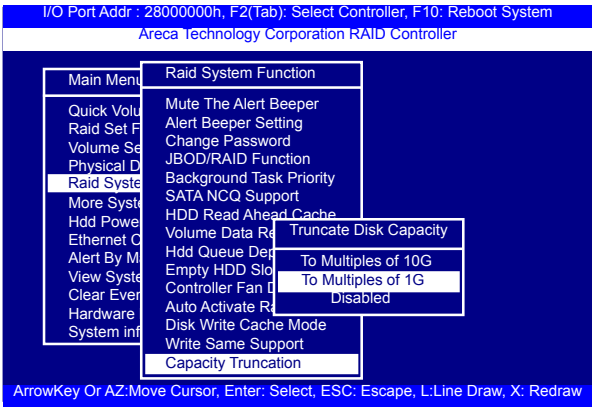 I/O Port Addr : 28000000h, F2(Tab): Select Controller, F10: Reboot System
Areca Technology Corporation RAID Controller
Main Menu
Quick Volu
Raid Set F
Volume Se
Physical D
Raid Syste
More Syste
Hdd Powe
Ethernet C
Alert By M
View Syste
Clear Even
Hardware
System inf
Raid System Function
Mute The Alert Beeper
Alert Beeper Setting
Change Password
JBOD/RAID Function
Background Task Priority
SATA NCQ Support
HDD Read Ahead Cache
Volume Data Re
Hdd Queue Dep
Empty HDD Slo
Controller Fan D
Auto Activate Ra
Disk Write Cache Mode
Write Same Support
Capacity Truncation
Truncate Disk Capacity
To Multiples of 10G
To Multiples of 1G
Disabled
ArrowKey Or AZ:Move Cursor, Enter: Select, ESC: Escape, L:Line Draw, X: Redraw